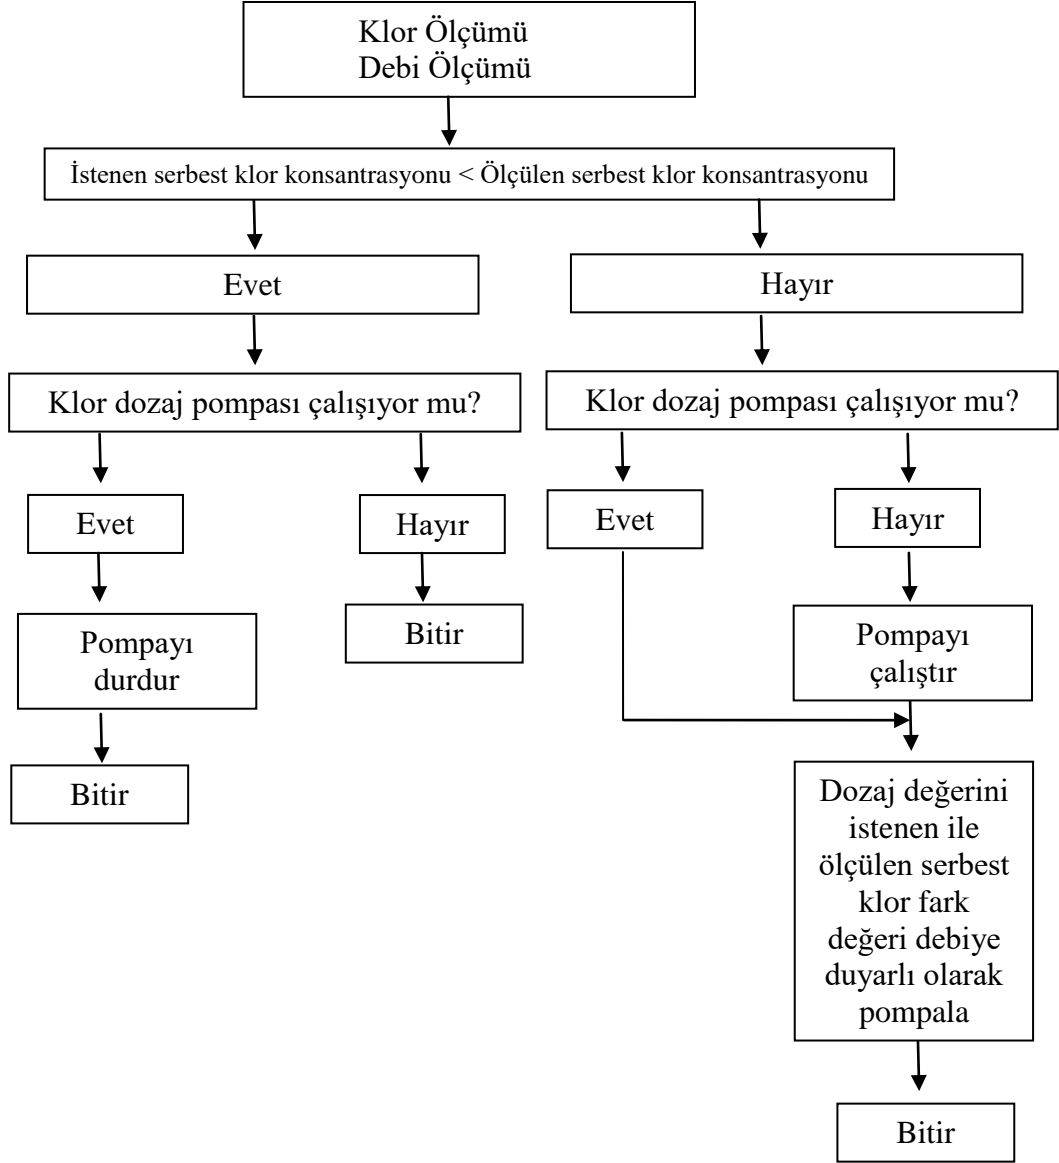 Klor Ölçümü
Debi Ölçümü
İstenen serbest klor konsantrasyonu < Ölçülen serbest klor konsantrasyonu
Evet
Hayır
Klor dozaj pompası çalışıyor mu?
Klor dozaj pompası çalışıyor mu?
Evet
Hayır
Evet
Hayır
Pompayı
durdur
Bitir
Pompayı
çalıştır
Bitir
Dozaj değerini
istenen ile
ölçülen serbest
klor fark
değeri debiye
duyarlı olarak
pompala
Bitir